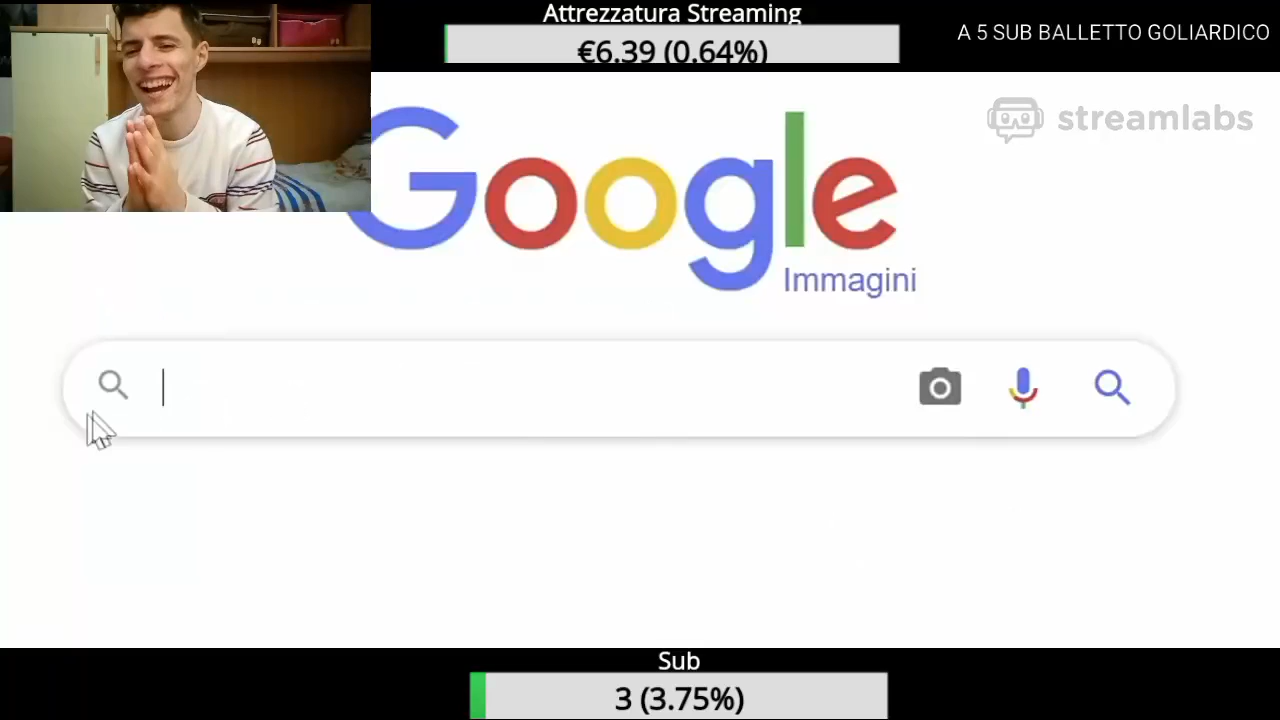 Attrezzatura Streaming
€6.39 (0.64%)
A 5 SUB BALLETTO GOLIARDICO
streamlabs
Google
Immagini
Sub
3 (3.75%)